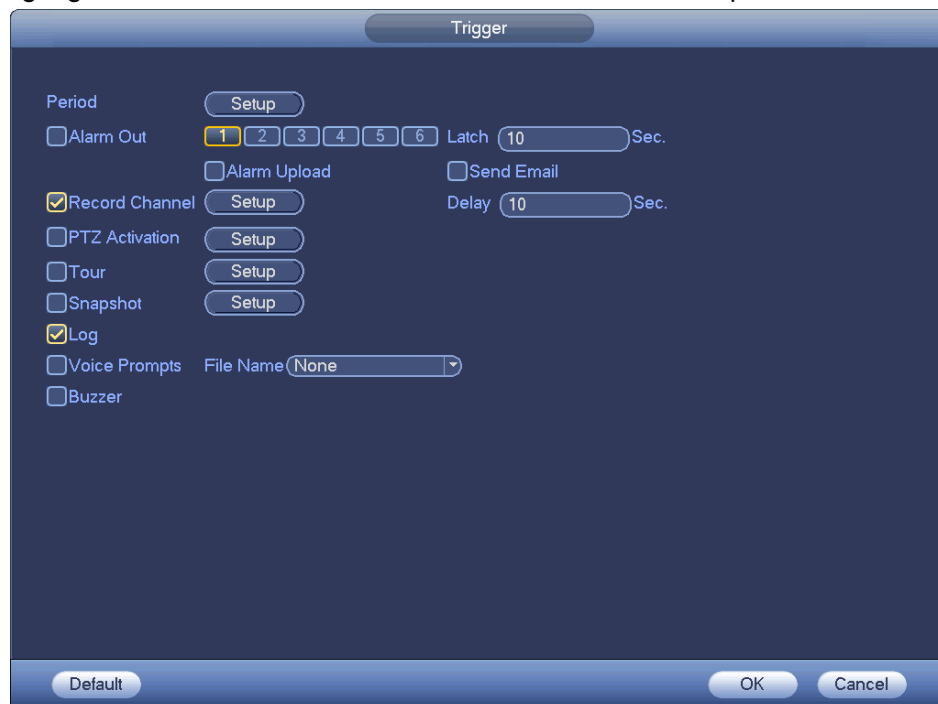 Trigger
Period Setup
Alarm Out 1 2 3 4 5 6 Latch 10 Sec.
Alarm Upload Send Email
Record Channel Setup Delay 10 Sec.
PTZ Activation Setup
Tour Setup
Snapshot Setup
Log
Voice Prompts File Name None
Buzzer
Default OK Cancel